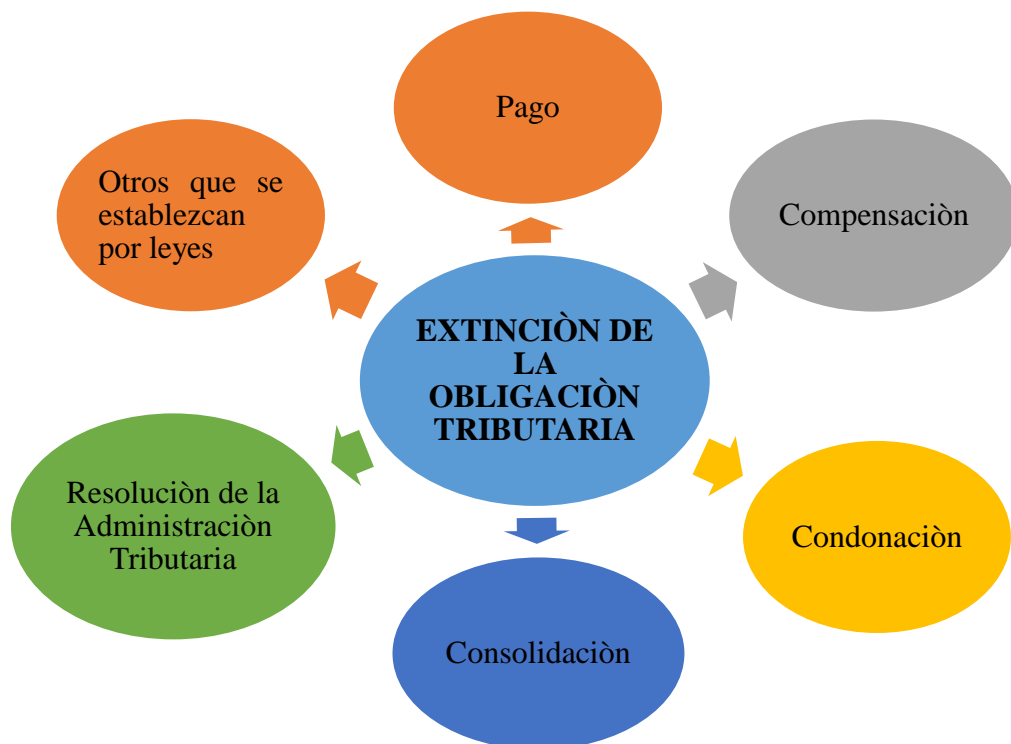 Pago
Otros que se
establezcan
por leyes
Compensaciòn
EXTINCIÒN DE
LA
OBLIGACIÒN
TRIBUTARIA
Resoluciòn de la
Administraciòn
Tributaria
Condonaciòn
Consolidaciòn